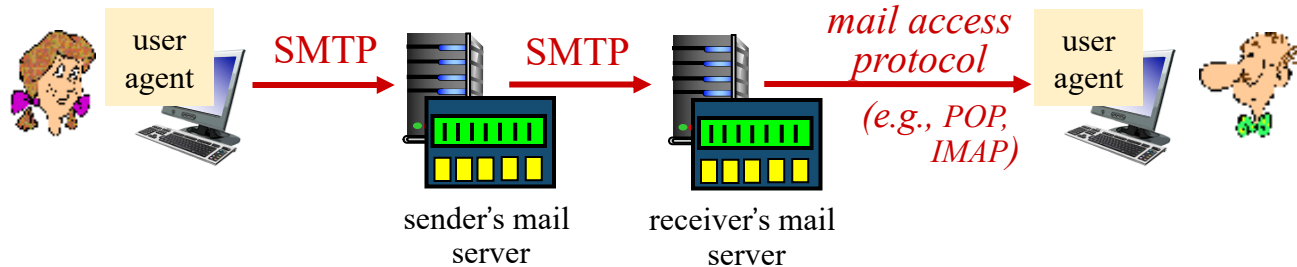 user
agent
SMTP
SMTP
mail access
protocol
(e.g., POP,
IMAP)
user
agent
sender's mail
server
receiver's mail
server